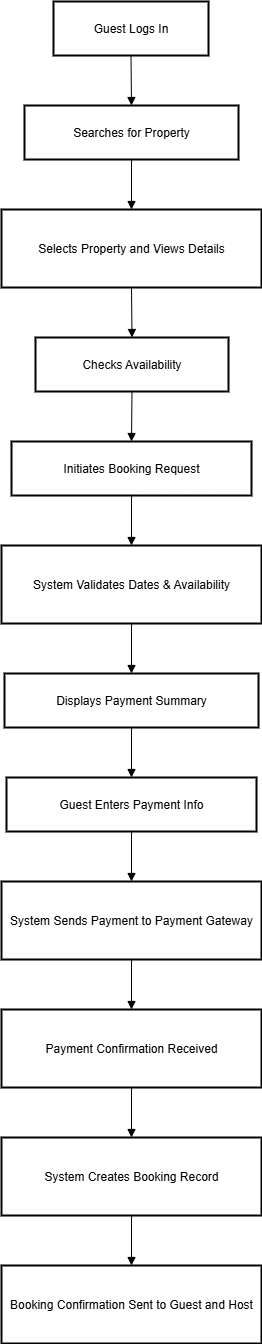 Guest Logs In
Searches for Property
Selects Property and Views Details
Checks Availability
Initiates Booking Request
System Validates Dates & Availability
Displays Payment Summary
Guest Enters Payment Info
System Sends Payment to Payment Gateway
Payment Confirmation Received
System Creates Booking Record
Booking Confirmation Sent to Guest and Host